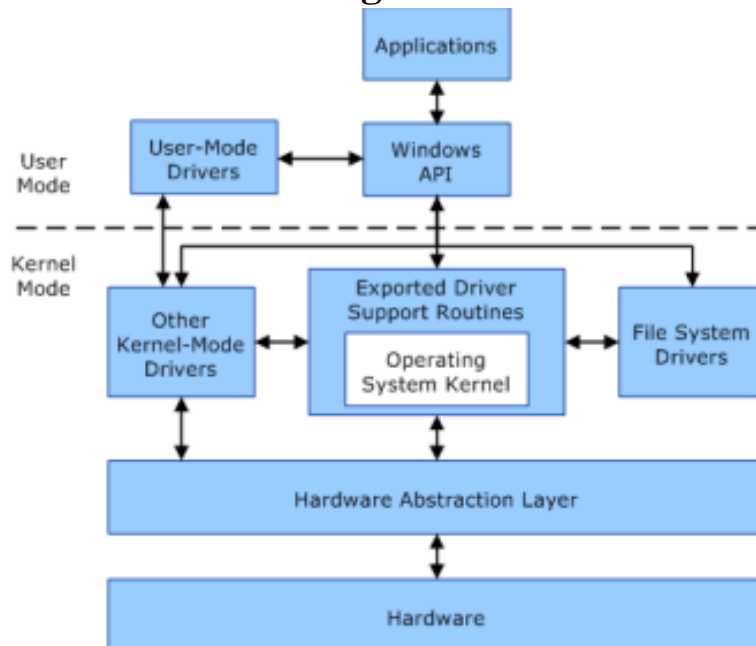 Applications
User-Mode
Drivers
Windows
API
User
Mode
Kernel
Mode
Other
Kernel-Mode
Drivers
Exported Driver
Support Routines
Operating
System Kernel
File System
Drivers
Hardware Abstraction Layer
Hardware